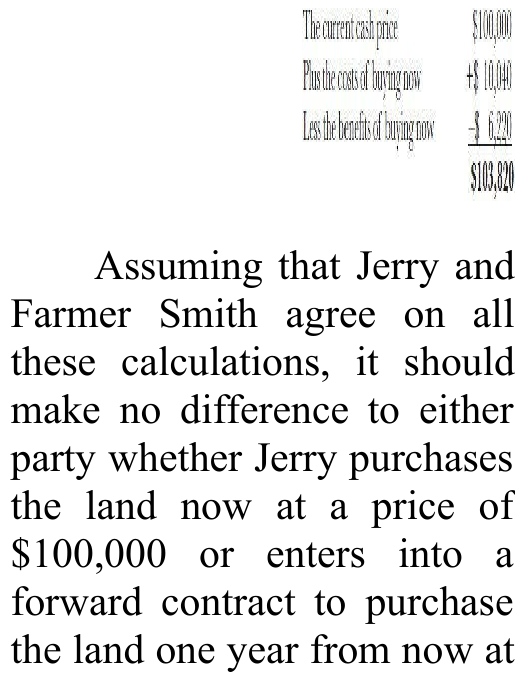 The current cash price $100,000
Plus the costs of buying now +$ 10,040
Less the benefits of buying now –$ 6,220
$103,820
Assuming that Jerry and
Farmer Smith agree on all
these calculations, it should
make no difference to either
party whether Jerry purchases
the land now at a price of
$100,000 or enters into a
forward contract to purchase
the land one year from now at